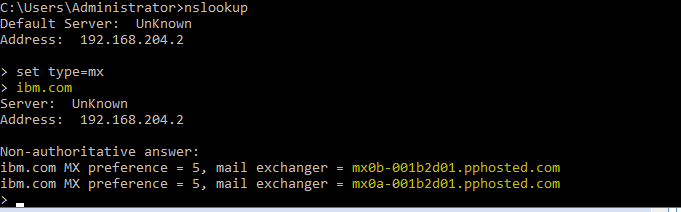 C:\Users\Administrator>nslookup
Default Server:  UnKnown
Address:  192.168.204.2
> set type=mx
> ibm.com
Server:  UnKnown
Address:  192.168.204.2
Non-authoritative answer:
ibm.com MX preference = 5, mail exchanger = mx0b-001b2d01.pphosted.com
ibm.com MX preference = 5, mail exchanger = mx0a-001b2d01.pphosted.com
>